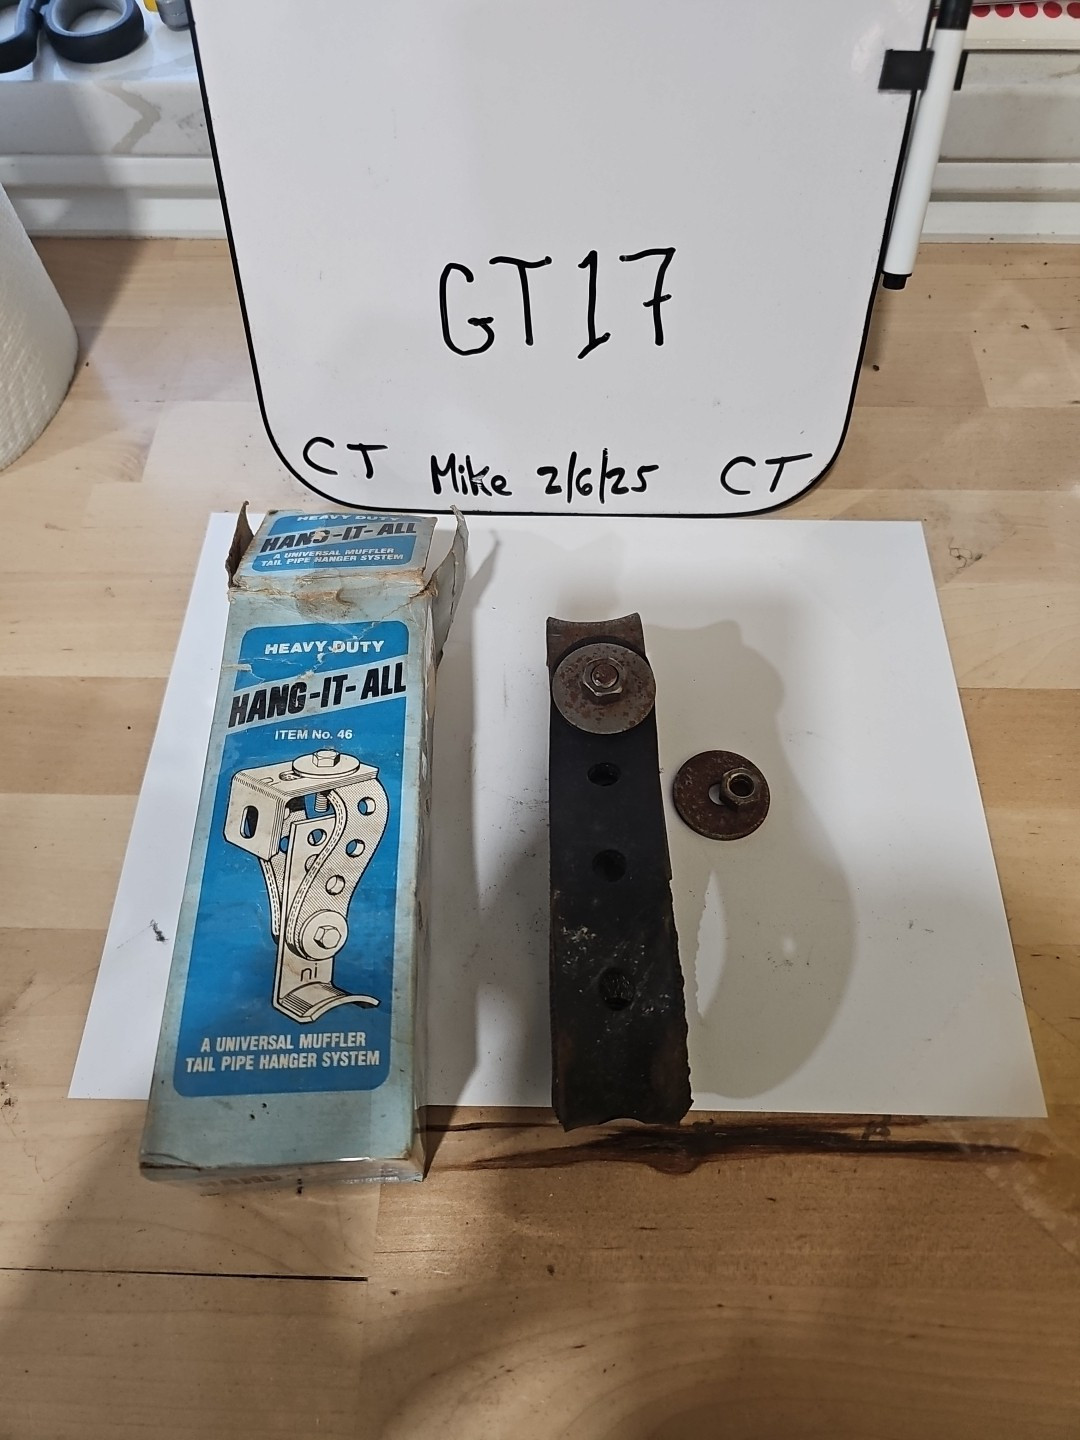 GT17
CT Mike 2/6/25 CT
HEAVY DUTY
HANG-IT-ALL
A UNIVERSAL MUFFLER
TAIL PIPE HANGER SYSTEM
HEAVY DUTY
HANG-IT-ALL
ITEM No. 46
ni
A UNIVERSAL MUFFLER
TAIL PIPE HANGER SYSTEM